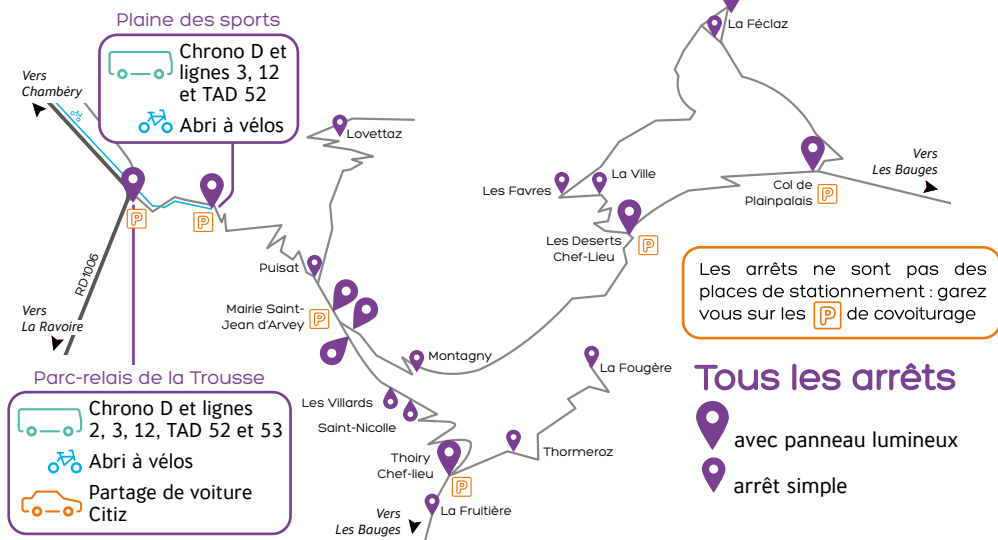 Plaine des sports
Chrono D et
lignes 3, 12
et TAD 52
Abri à vélos
Vers
Chambéry
P
P
RD1006
Vers
La Ravoire
Parc-relais de la Trousse
Chrono D et lignes
2, 3, 12, TAD 52 et 53
Abri à vélos
Partage de voiture
Citiz
Lovettaz
Puisat
Mairie Saint-
Jean d'Arvey
P
Montagny
Les Villards
Saint-Nicolle
Thoiry
Chef-lieu
P
La Fruitière
Vers
Les Bauges
Thormeroz
La Fougère
La Féclaz
La Ville
Les Favres
Les Deserts
Chef-Lieu
P
Col de
Plainpalais
P
Vers
Les Bauges
Les arrêts ne sont pas des
places de stationnement : garez
vous sur les P de covoiturage
Tous les arrêts
avec panneau lumineux
arrêt simple